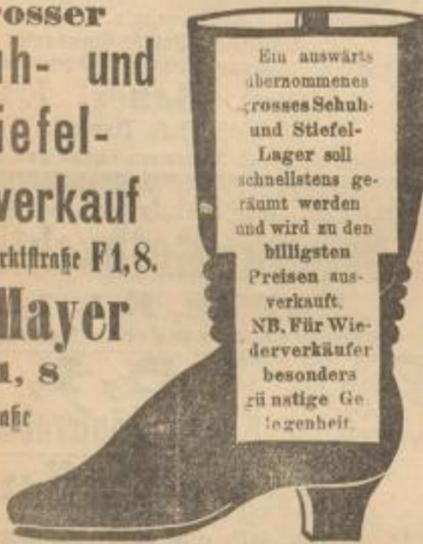 rosser
h- und
iefel-
verkauf
rktstraße F 1, 8.
Mayer
1, 8
aße
Ein auswärts
übernommenes
grosses Schuh-
und Stiefel-
Lager soll
schnellstens ge-
räumt werden
und wird zu den
billigsten
Preisen aus-
verkauft.
NB. Für Wie-
derverkäufer
besonders
günstige Ge
legenheit.